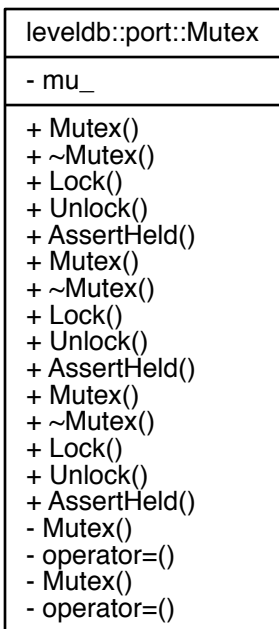 leveldb::port::Mutex
- mu_
+ Mutex()
+ ~Mutex()
+ Lock()
+ Unlock()
+ AssertHeld()
+ Mutex()
+ ~Mutex()
+ Lock()
+ Unlock()
+ AssertHeld()
+ Mutex()
+ ~Mutex()
+ Lock()
+ Unlock()
+ AssertHeld()
- Mutex()
- operator=()
- Mutex()
- operator=()